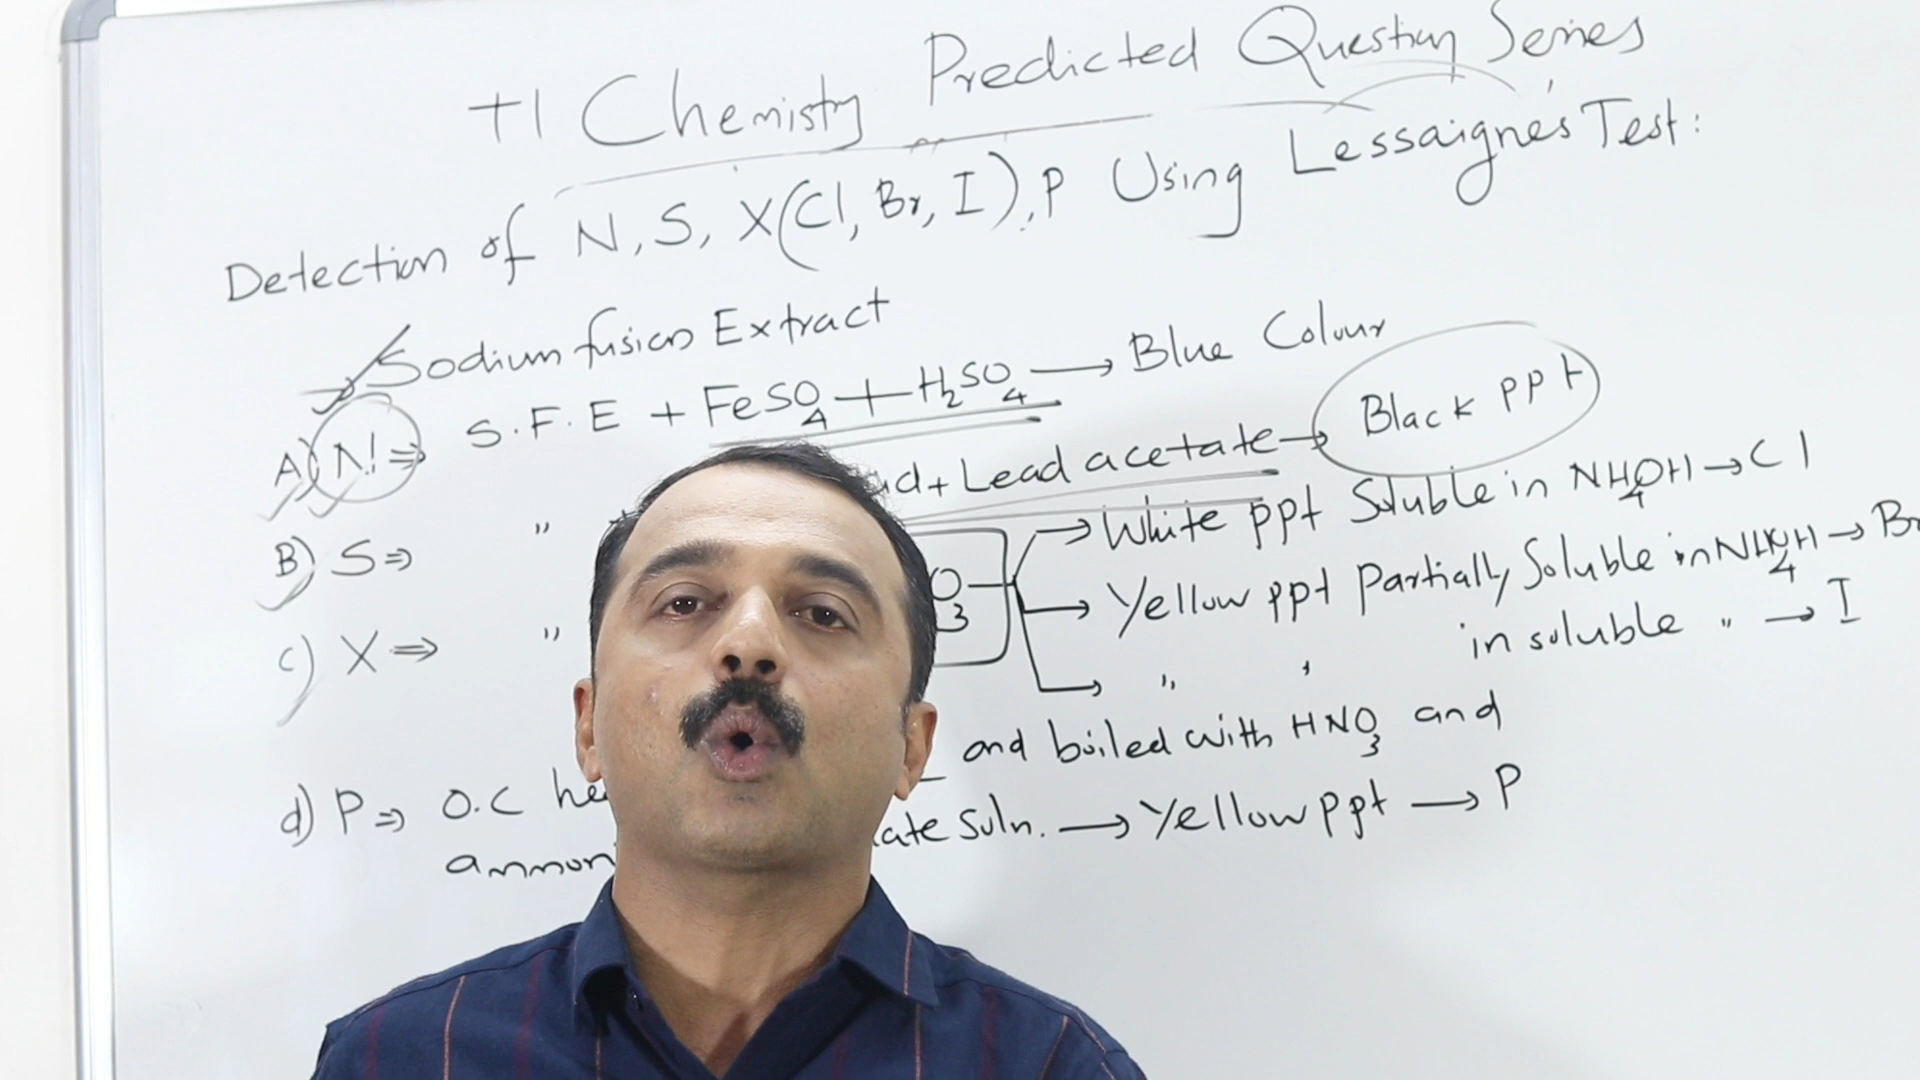 +1 Chemistry Predicted Question Series
Detection of N, S, X(Cl, Br, I), P Using Lessaigne's Test:
Sodium fusion Extract
A) N! ⇒ S.F.E + FeSO4 + H2SO4 → Blue Colour
B) S ⇒ " + Lead acetate → Black ppt
C) X ⇒ " → White ppt Soluble in NH4OH → Cl
→ Yellow ppt Partially Soluble in NH4OH → Br
→ " " in soluble " → I
d) P ⇒ O.C and boiled with HNO3 and
Soln. → Yellow ppt → P